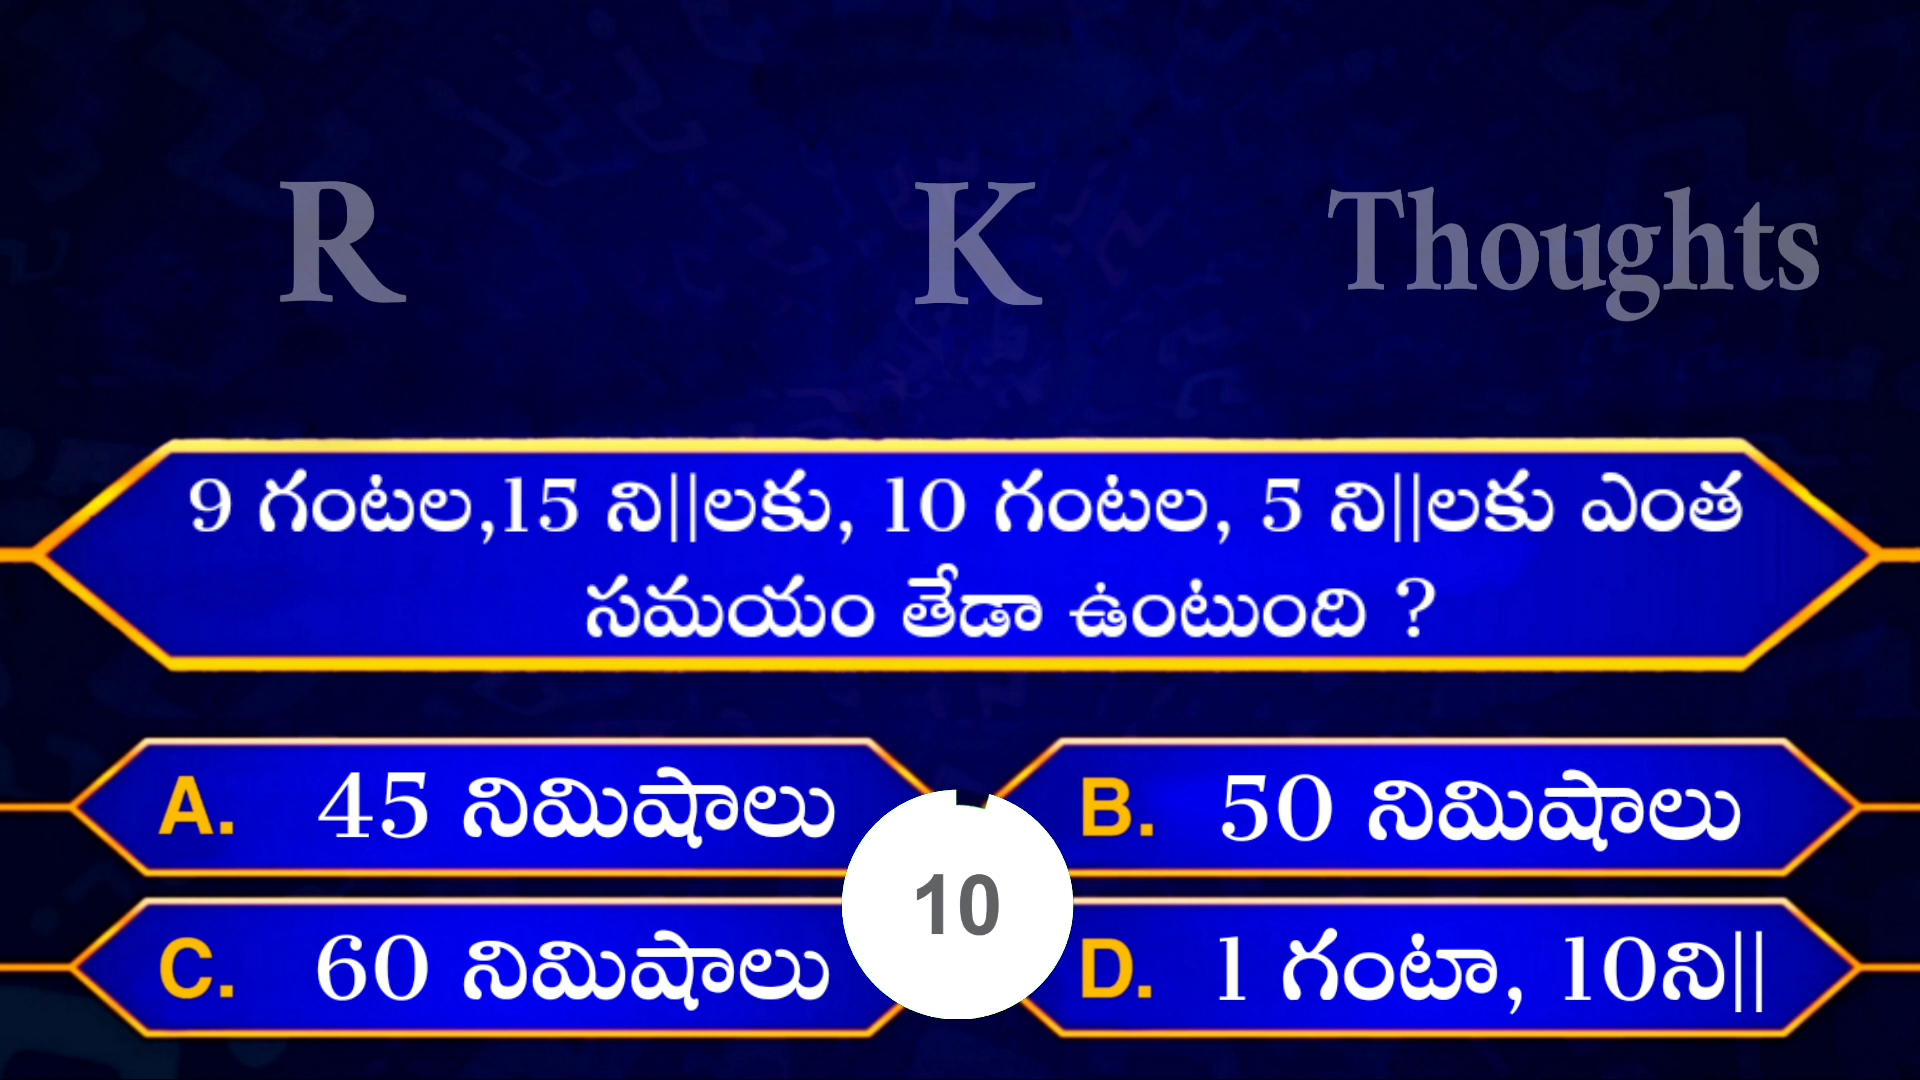 R K Thoughts
9 గంటల,15 ని||లకు, 10 గంటల, 5 ని||లకు ఎంత
సమయం తేడా ఉంటుంది ?
A. 45 నిమిషాలు
B. 50 నిమిషాలు
10
C. 60 నిమిషాలు
D. 1 గంటా, 10ని||